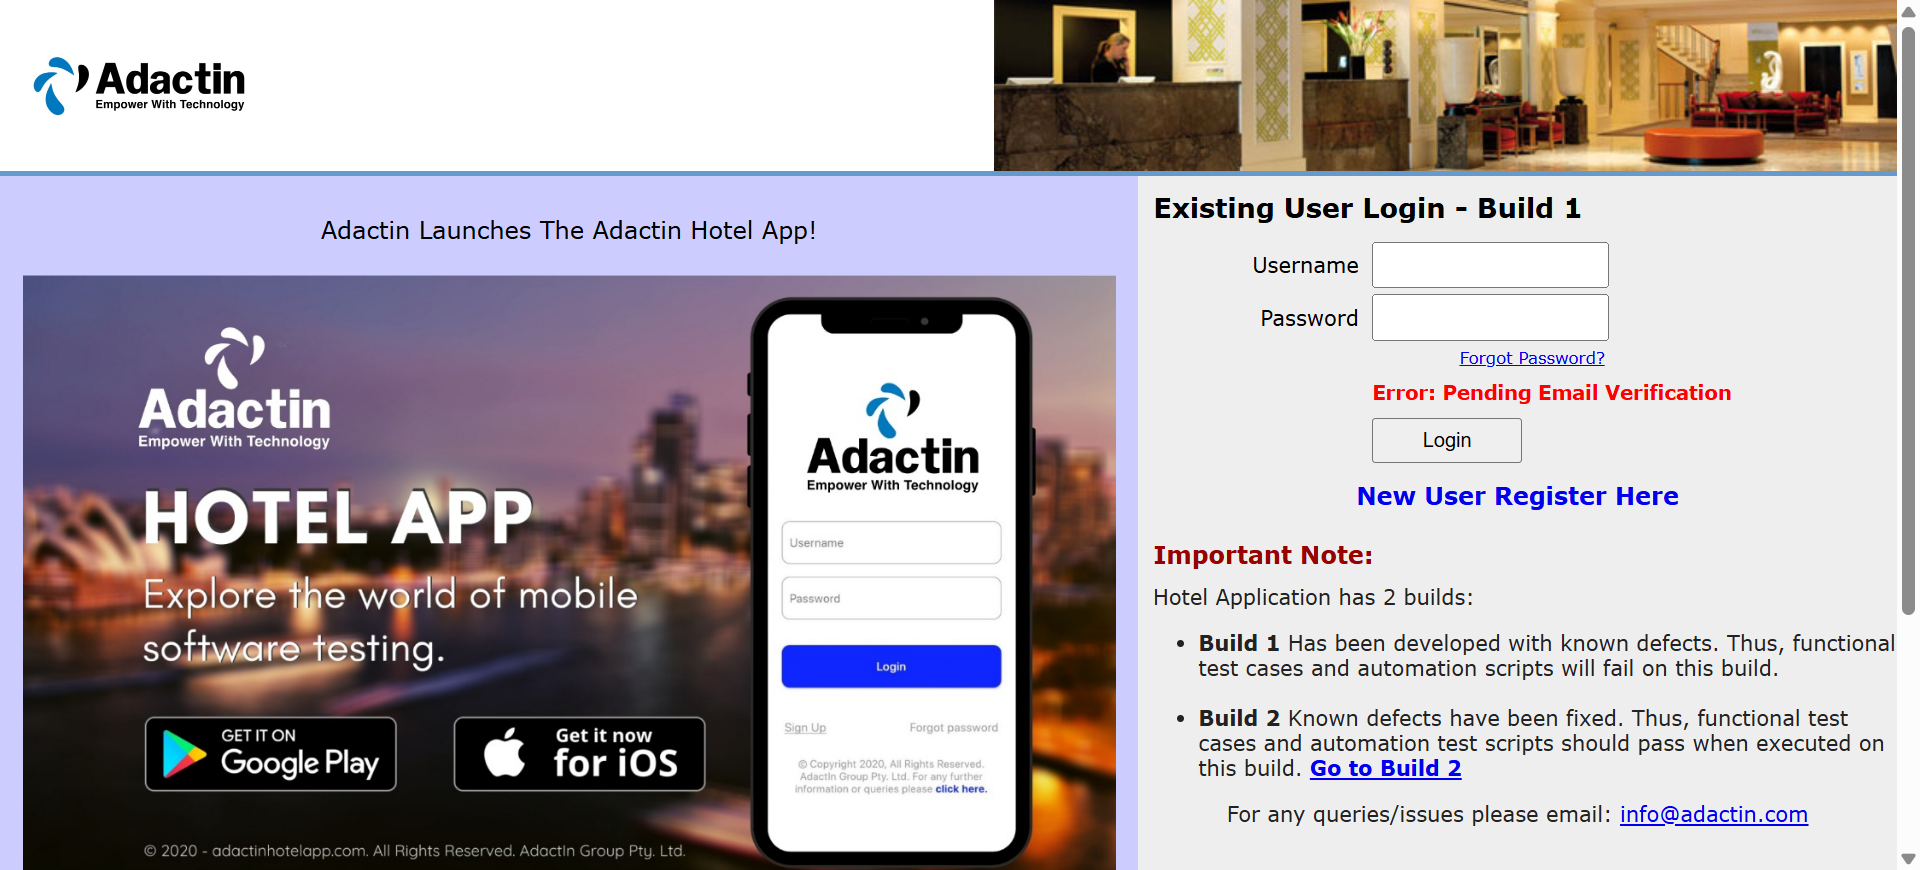 Adactin
Empower With Technology
Adactin Launches The Adactin Hotel App!
Adactin
Empower With Technology
HOTEL APP
Explore the world of mobile
software testing.
GET IT ON
Google Play
Get it now
for iOS
© 2020 - adactinhotelapp.com. All Rights Reserved. AdactIn Group Pty. Ltd.
Adactin
Empower With Technology
Username
Password
Login
Sign Up Forgot password
© Copyright 2020, All Rights Reserved.
AdactIn Group Pty. Ltd. For any further
information or queries please click here.
Existing User Login - Build 1
Username
Password
Forgot Password?
Error: Pending Email Verification
Login
New User Register Here
Important Note:
Hotel Application has 2 builds:
• Build 1 Has been developed with known defects. Thus, functional
test cases and automation scripts will fail on this build.
• Build 2 Known defects have been fixed. Thus, functional test
cases and automation test scripts should pass when executed on
this build. Go to Build 2
For any queries/issues please email: info@adactin.com